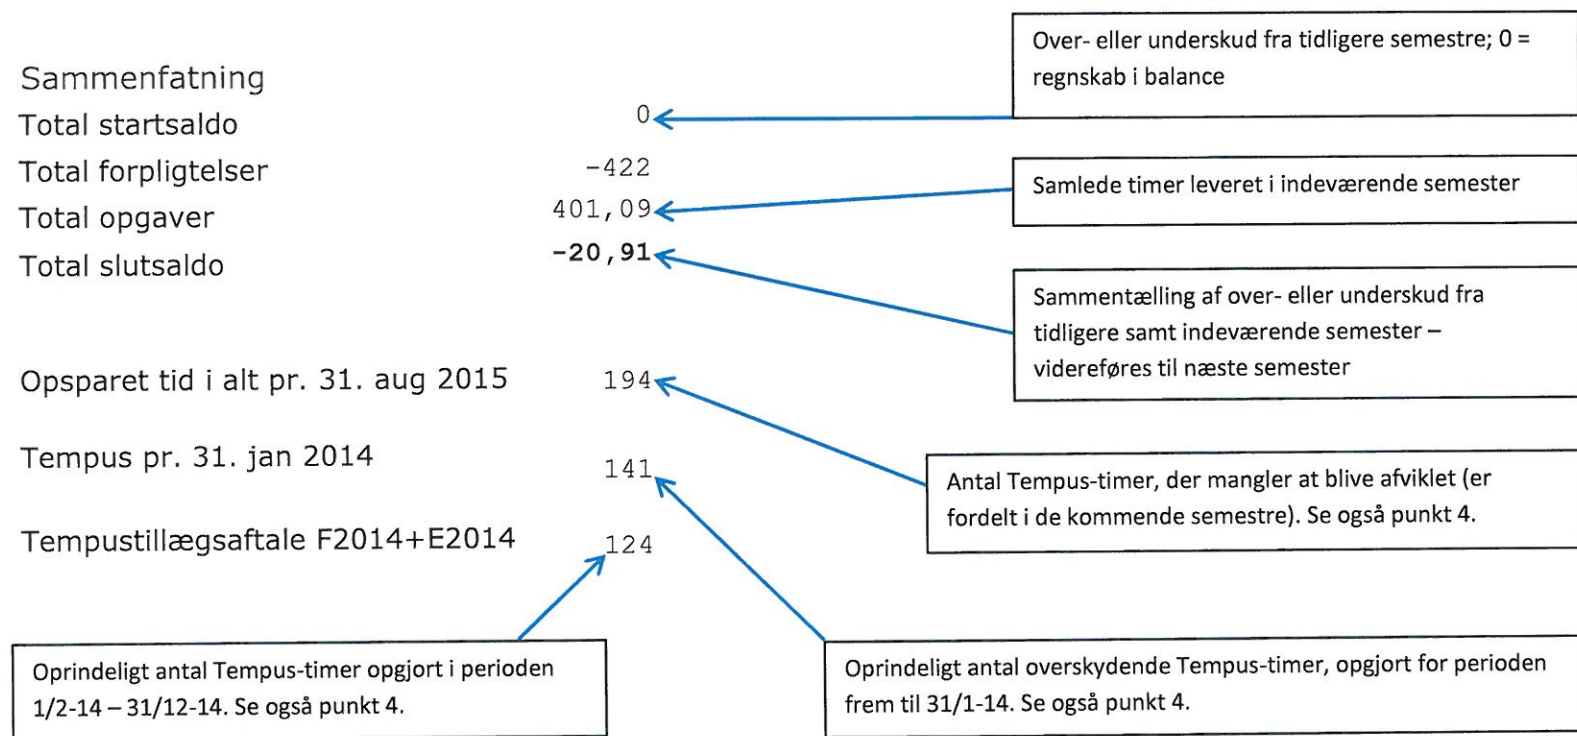 Sammenfatning
Total startsaldo 0
Total forpligtelser -422
Total opgaver 401,09
Total slutsaldo -20,91
Opsparet tid i alt pr. 31. aug 2015 194
Tempus pr. 31. jan 2014 141
Tempustillægsaftale F2014+E2014 124
Over- eller underskud fra tidligere semestre; 0 =
regnskab i balance
Samlede timer leveret i indeværende semester
Sammentælling af over- eller underskud fra
tidligere samt indeværende semester –
videreføres til næste semester
Antal Tempus-timer, der mangler at blive afviklet (er
fordelt i de kommende semestre). Se også punkt 4.
Oprindeligt antal Tempus-timer opgjort i perioden
1/2-14 – 31/12-14. Se også punkt 4.
Oprindeligt antal overskydende Tempus-timer, opgjort for perioden
frem til 31/1-14. Se også punkt 4.